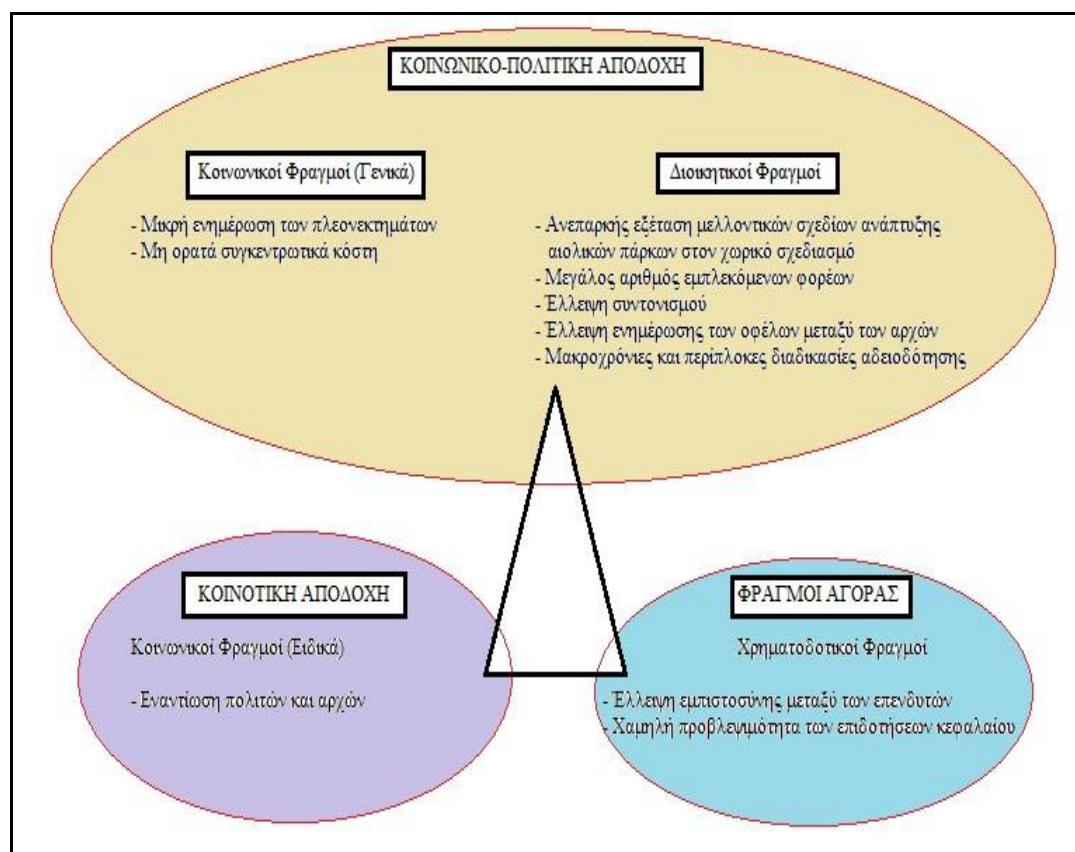 ΚΟΙΝΩΝΙΚΟ-ΠΟΛΙΤΙΚΗ ΑΠΟΔΟΧΗ
Κοινωνικοί Φραγμοί (Γενικά)
- Μικρή ενημέρωση των πλεονεκτημάτων
- Μη ορατά συγκεντρωτικά κόστη
Διοικητικοί Φραγμοί
- Ανεπαρκής εξέταση μελλοντικών σχεδίων ανάπτυξης
αιολικών πάρκων στον χωρικό σχεδιασμό
- Μεγάλος αριθμός εμπλεκόμενων φορέων
- Έλλειψη συντονισμού
- Έλλειψη ενημέρωσης των οφέλων μεταξύ των αρχών
- Μακροχρόνιες και περίπλοκες διαδικασίες αδειοδότησης
ΚΟΙΝΟΤΙΚΗ ΑΠΟΔΟΧΗ
Κοινωνικοί Φραγμοί (Ειδικά)
- Εναντίωση πολιτών και αρχών
ΦΡΑΓΜΟΙ ΑΓΟΡΑΣ
Χρηματοδοτικοί Φραγμοί
- Έλλειψη εμπιστοσύνης μεταξύ των επενδυτών
- Χαμηλή προβλεψιμότητα των επιδοτήσεων κεφαλαίου